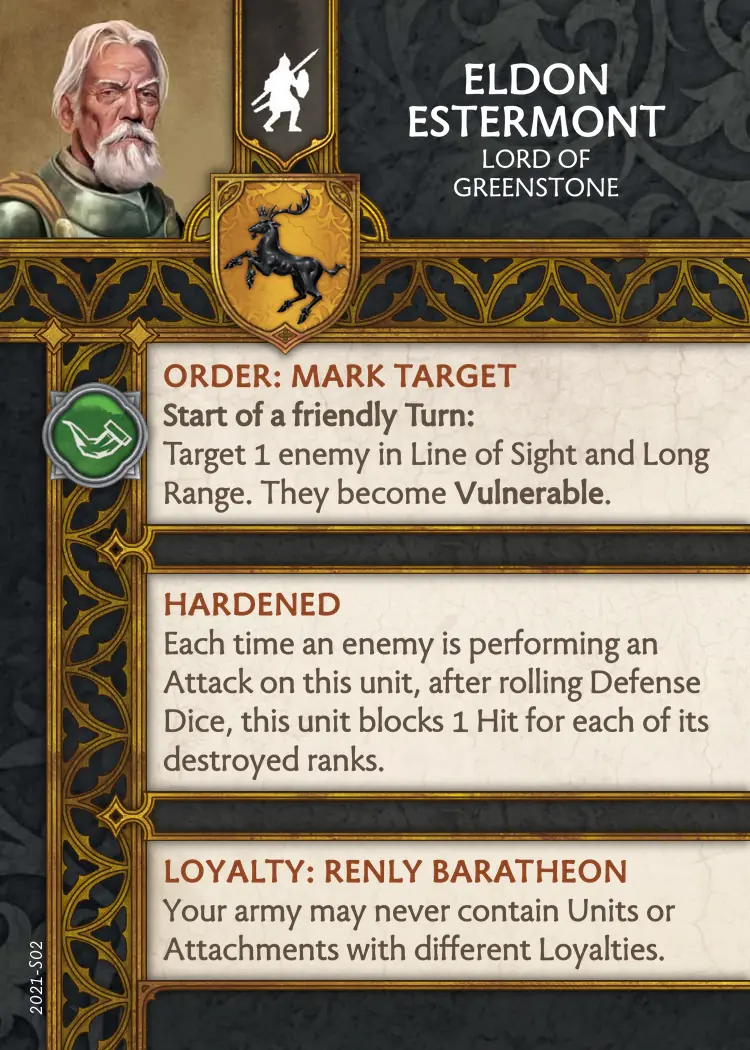 ELDON
ESTERMONT
LORD OF
GREENSTONE
ORDER: MARK TARGET
Start of a friendly Turn:
Target 1 enemy in Line of Sight and Long
Range. They become Vulnerable.
HARDENED
Each time an enemy is performing an
Attack on this unit, after rolling Defense
Dice, this unit blocks 1 Hit for each of its
destroyed ranks.
LOYALTY: RENLY BARATHEON
Your army may never contain Units or
Attachments with different Loyalties.
2021-S02